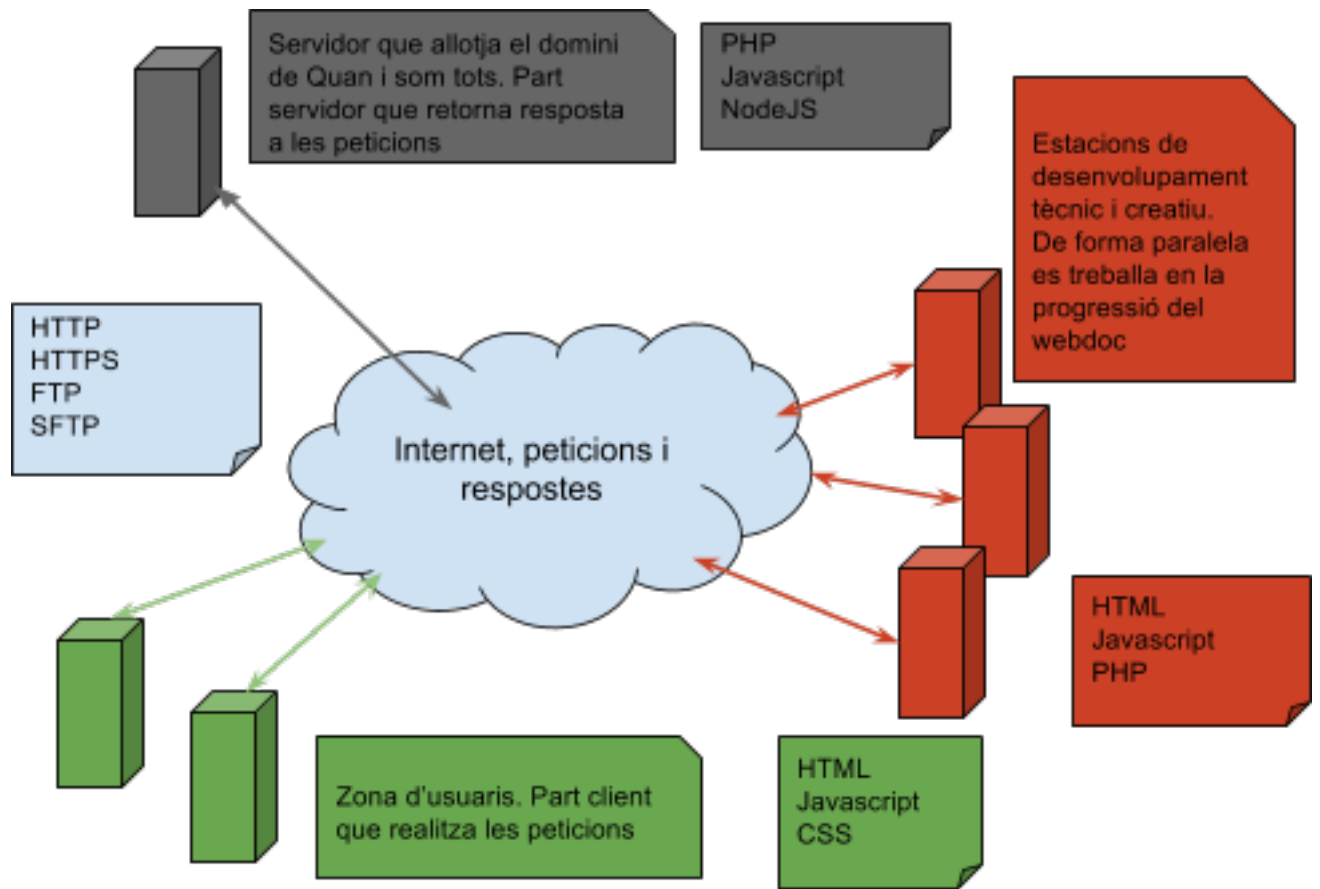 Servidor que allotja el domini
de Quan i som tots. Part
servidor que retorna resposta
a les peticions
PHP
Javascript
NodeJS
Estacions de
desenvolupament
tècnic i creatiu.
De forma paralela
es treballa en la
progressió del
webdoc
HTTP
HTTPS
FTP
SFTP
Internet, peticions i
respostes
HTML
Javascript
PHP
Zona d'usuaris. Part client
que realitza les peticions
HTML
Javascript
CSS